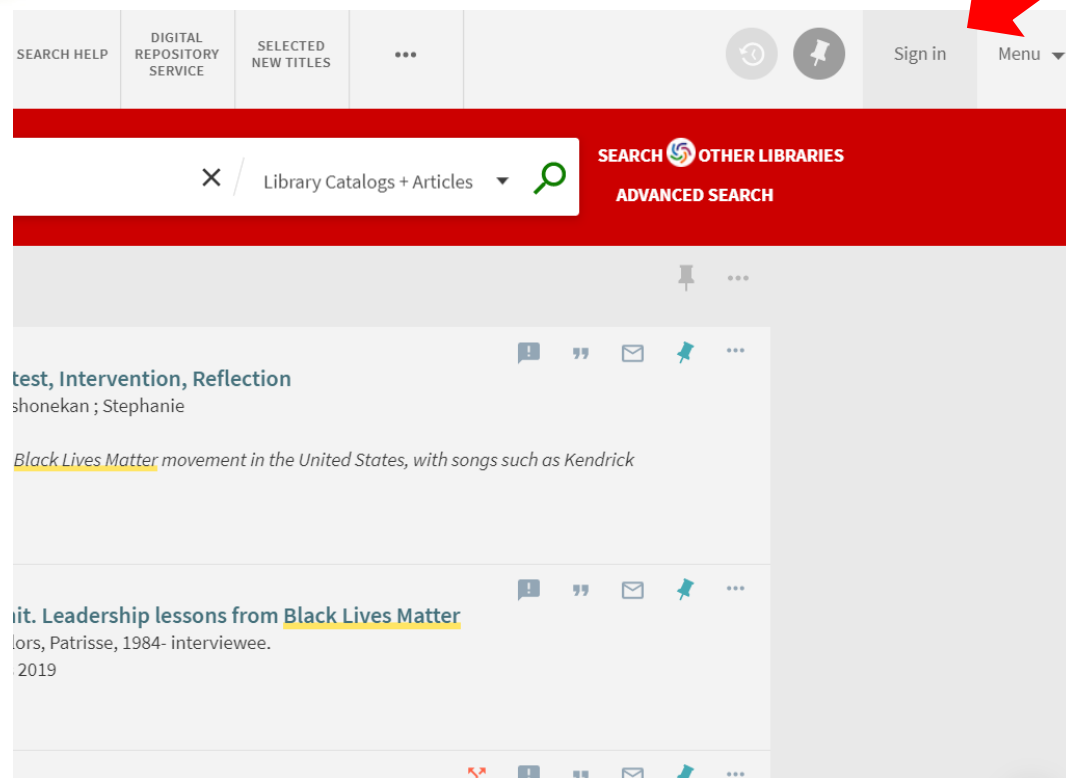 SEARCH HELP
DIGITAL
REPOSITORY
SERVICE
SELECTED
NEW TITLES
Sign in
Menu
Library Catalogs + Articles
SEARCH OTHER LIBRARIES
ADVANCED SEARCH
test, Intervention, Reflection
shonekan ; Stephanie
Black Lives Matter movement in the United States, with songs such as Kendrick
it. Leadership lessons from Black Lives Matter
lors, Patrisse, 1984- interviewee.
2019